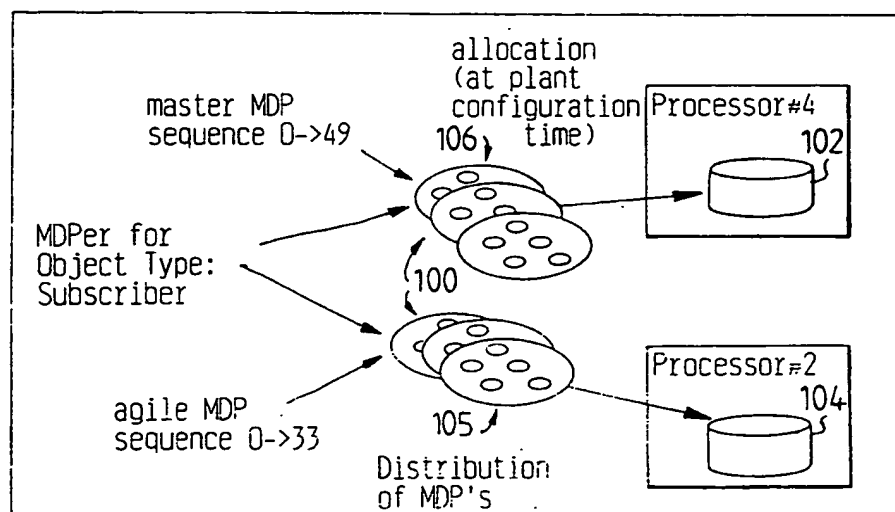 allocation
(at plant
configuration
time)
106
master MDP
sequence 0->49
Processor#4
102
MDPer for
Object Type:
Subscriber
100
Processor#2
104
agile MDP
sequence 0->33
105
Distribution
of MDP's